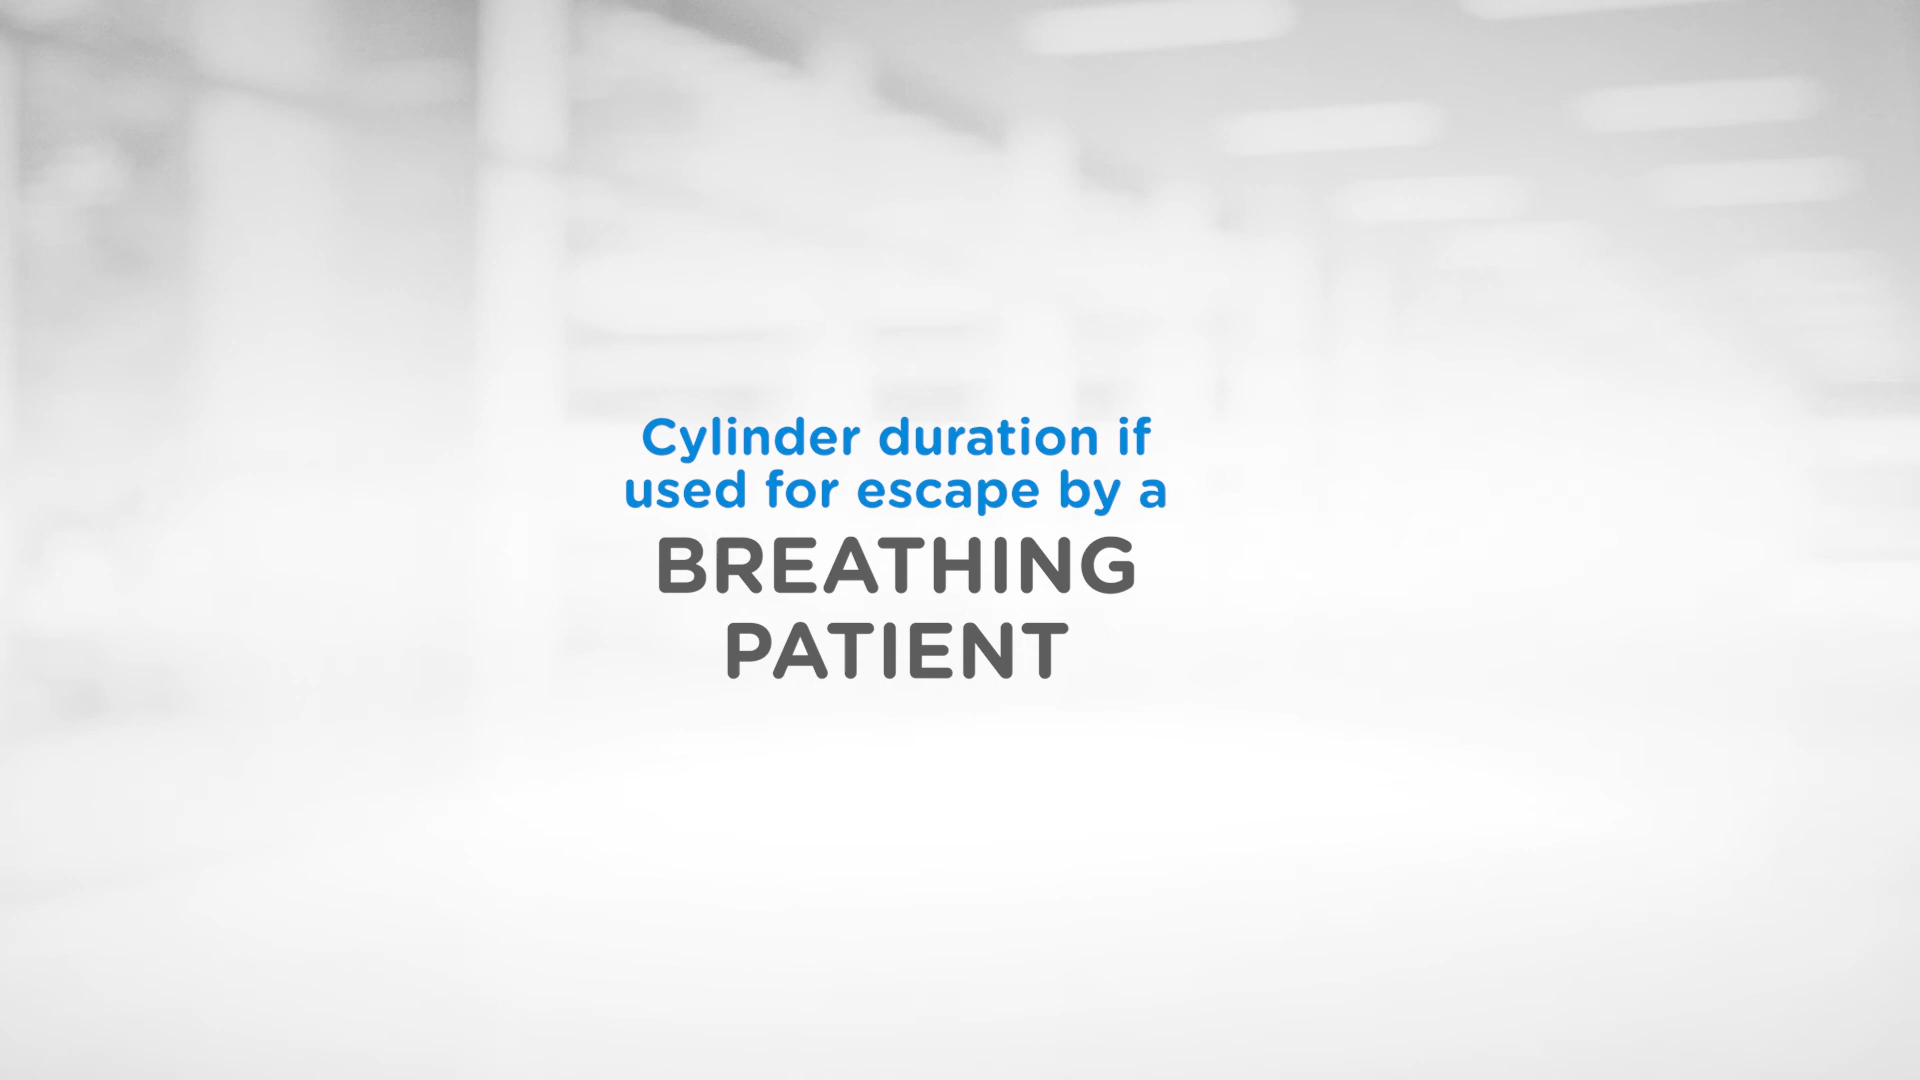 Cylinder duration if
used for escape by a
BREATHING
PATIENT